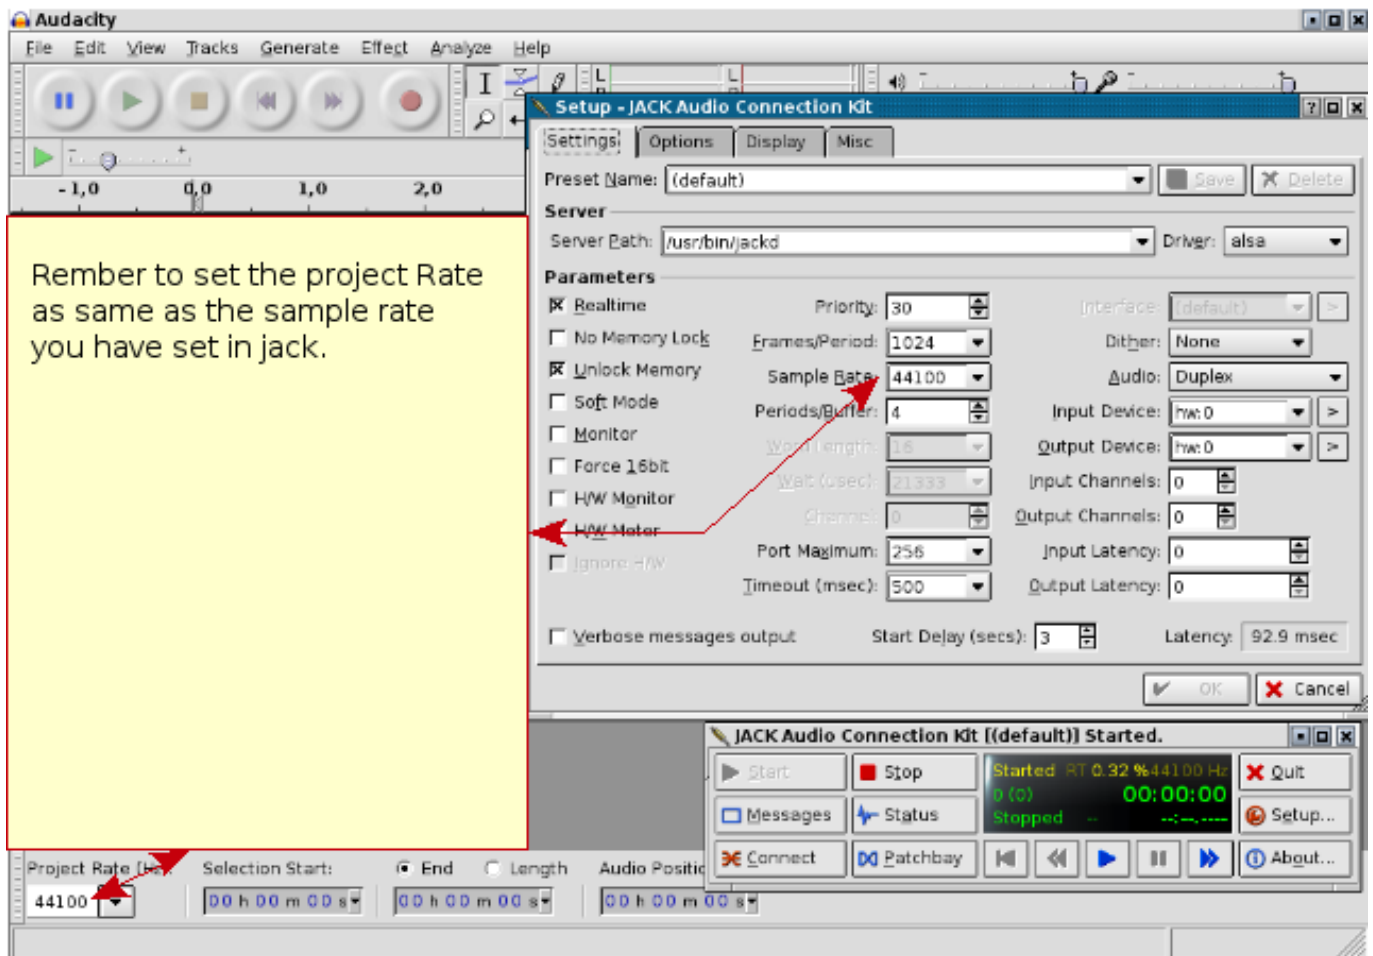 Audacity
File Edit View Tracks Generate Effect Analyze Help
L L
Setup - JACK Audio Connection Kit
Settings Options Display Misc
-1,0 0,0 1,0 2,0
Preset Name: (default) Save Delete
Server
Server Path: /usr/bin/jackd Driver: alsa
Parameters
Rember to set the project Rate
as same as the sample rate
you have set in jack.
Realtime Priority: 30 Interface: (default) >
No Memory Lock Frames/Period: 1024 Dither: None
Unlock Memory Sample Rate: 44100 Audio: Duplex
Soft Mode Periods/Buffer: 4 Input Device: hw:0 >
Monitor Word Length: 16 Output Device: hw:0 >
Force 16bit Wait (usec): 21333 Input Channels: 0
H/W Monitor Channel: 0 Output Channels: 0
H/W Meter Port Maximum: 256 Input Latency: 0
Ignore H/W Timeout (msec): 500 Output Latency: 0
Verbose messages output Start Delay (secs): 3 Latency: 92.9 msec
OK Cancel
JACK Audio Connection Kit [(default)] Started.
Start Stop Started RT 0.32 % 44100 Hz Quit
0 (0) 00:00:00
Messages Status Stopped -- --:--.---- Setup...
Connect Patchbay About...
Project Rate (Hz): Selection Start: End Length Audio
44100 00 h 00 m 00 s 00 h 00 m 00 s 00 h 00 m 00 s